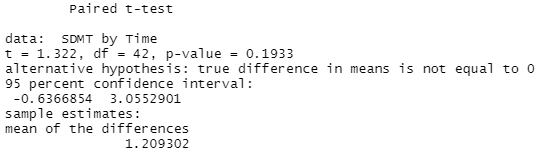 Paired t-test
data:  SDMT by Time
t = 1.322, df = 42, p-value = 0.1933
alternative hypothesis: true difference in means is not equal to 0
95 percent confidence interval:
-0.6366854  3.0552901
sample estimates:
mean of the differences
1.209302